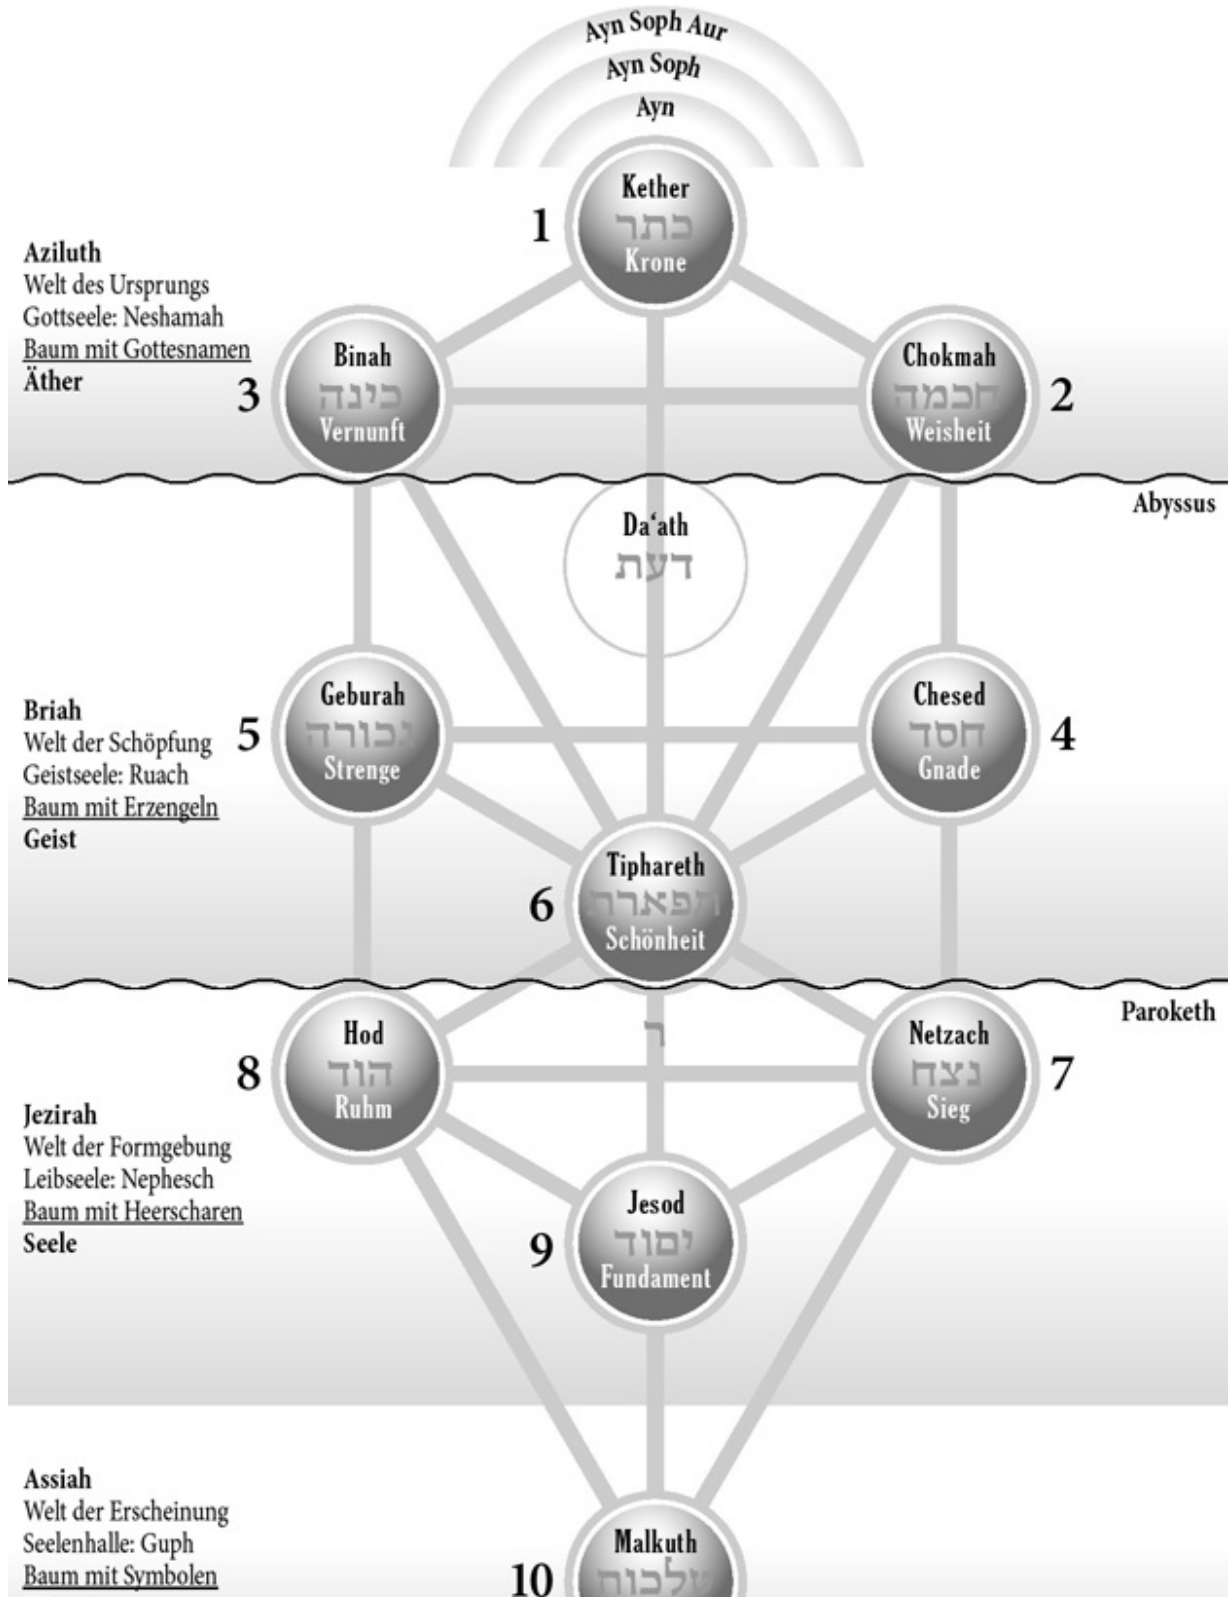 Ayn Soph Aur
Ayn Soph
Ayn
Kether
כתר
Krone
1
Aziluth
Welt des Ursprungs
Gottseele: Neshamah
Baum mit Gottesnamen
Äther
3
Binah
בינה
Vernunft
Chokmah
חכמה
Weisheit
2
Abyssus
Da‘ath
דעת
Briah
Welt der Schöpfung
Geistseele: Ruach
Baum mit Erzengeln
Geist
5
Geburah
גבורה
Strenge
Chesed
חסד
Gnade
4
6
Tiphareth
תפארת
Schönheit
Paroketh
8
Hod
הוד
Ruhm
ר
Netzach
נצח
Sieg
7
Jezirah
Welt der Formgebung
Leibseele: Nephesch
Baum mit Heerscharen
Seele
9
Jesod
יסוד
Fundament
Assiah
Welt der Erscheinung
Seelenhalle: Guph
Baum mit Symbolen
10
Malkuth